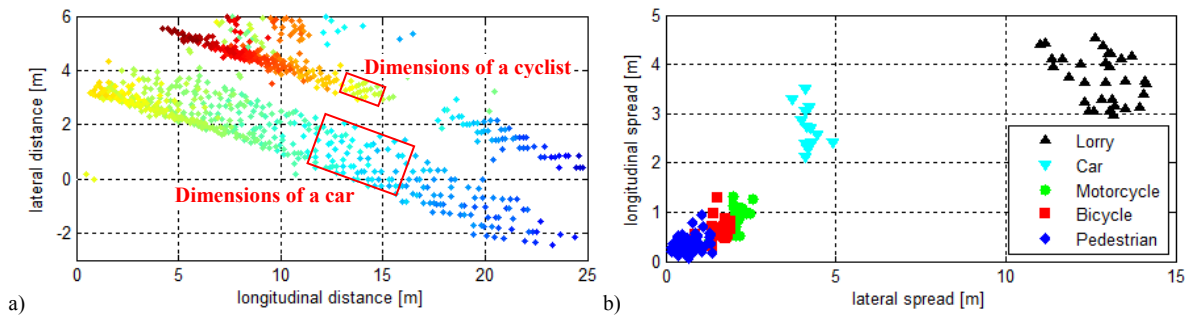 6
4
2
0
-2
lateral distance [m]
Dimensions of a cyclist
Dimensions of a car
0
5
10
15
20
25
longitudinal distance [m]
a)
5
4
3
2
1
0
longitudinal spread [m]
Lorry
Car
Motorcycle
Bicycle
Pedestrian
0
5
10
15
lateral spread [m]
b)